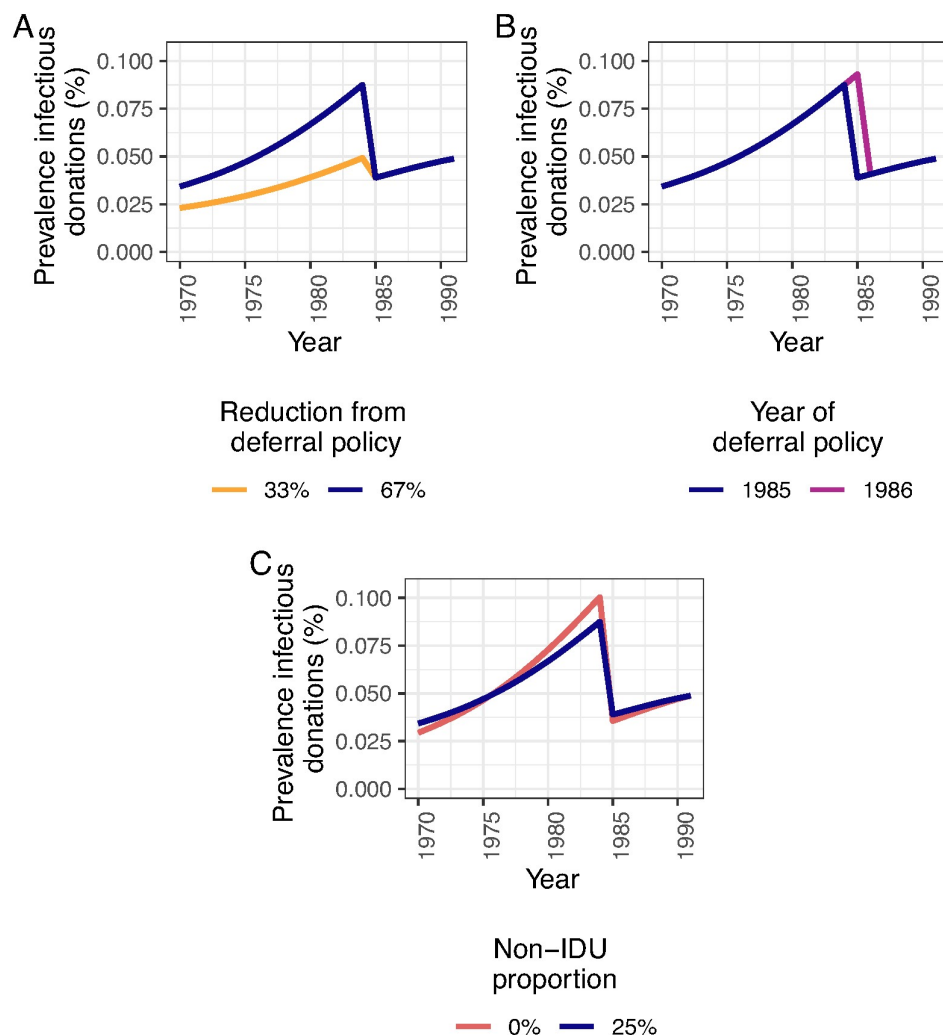 A
Prevalence infectious
donations (%)
0.100
0.075
0.050
0.025
0.000
1970
1975
1980
1985
1990
Year
Reduction from
deferral policy
33% 67%
B
Prevalence infectious
donations (%)
0.100
0.075
0.050
0.025
0.000
1970
1975
1980
1985
1990
Year
Year of
deferral policy
1985 1986
C
Prevalence infectious
donations (%)
0.100
0.075
0.050
0.025
0.000
1970
1975
1980
1985
1990
Year
Non−IDU
proportion
0% 25%